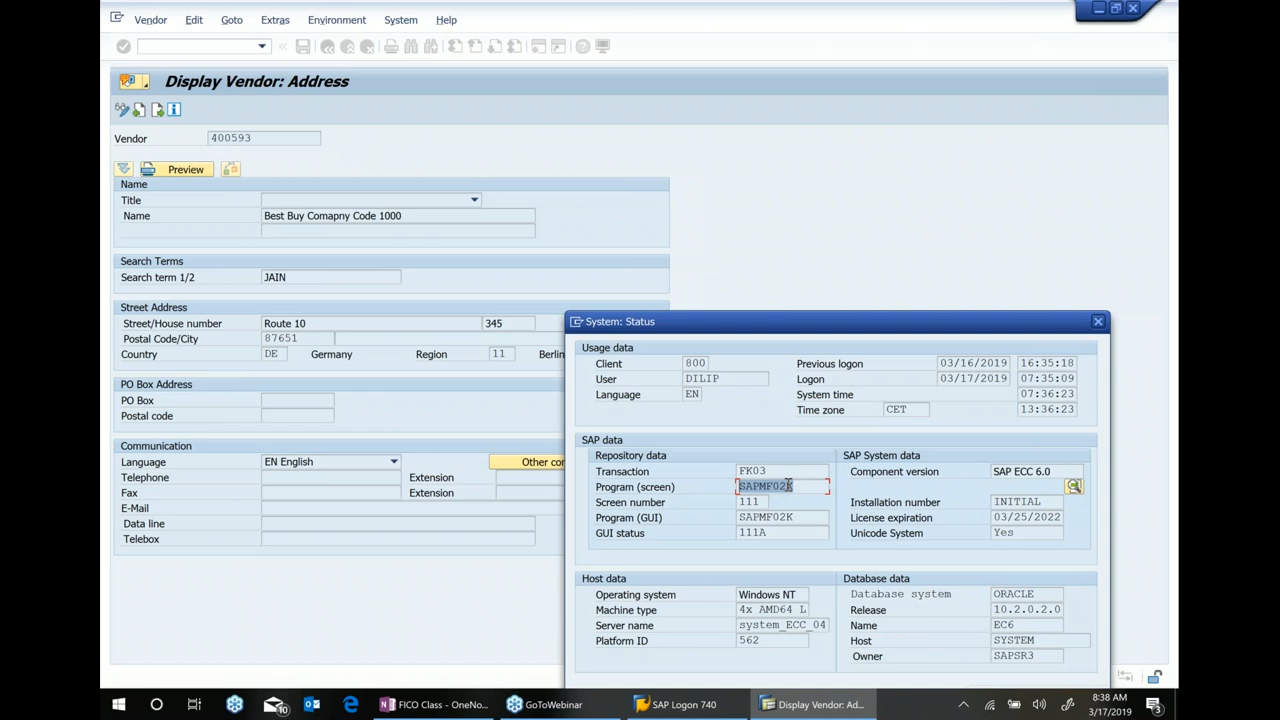 Vendor Edit Goto Extras Environment System Help
Display Vendor: Address
Vendor 400593
Preview
Name
Title
Name Best Buy Comapny Code 1000
Search Terms
Search term 1/2 JAIN
Street Address
Street/House number Route 10 345
Postal Code/City 87651
Country DE Germany Region 11 Berlin
PO Box Address
PO Box
Postal code
Communication
Language EN English Other con
Telephone Extension
Fax Extension
E-Mail
Data line
Telebox
System: Status
Usage data
Client 800 Previous logon 03/16/2019 16:35:18
User DILIP Logon 03/17/2019 07:35:09
Language EN System time 07:36:23
Time zone CET 13:36:23
SAP data
Repository data SAP System data
Transaction FK03 Component version SAP ECC 6.0
Program (screen) SAPMF02K
Screen number 111 Installation number INITIAL
Program (GUI) SAPMF02K License expiration 03/25/2022
GUI status 111A Unicode System Yes
Host data Database data
Operating system Windows NT Database system ORACLE
Machine type 4x AMD64 L Release 10.2.0.2.0
Server name system_ECC_04 Name EC6
Platform ID 562 Host SYSTEM
Owner SAPSR3
10 FICO Class - OneNo... GoToWebinar SAP Logon 740 Display Vendor: Ad... 8:38 AM
3/17/2019 3